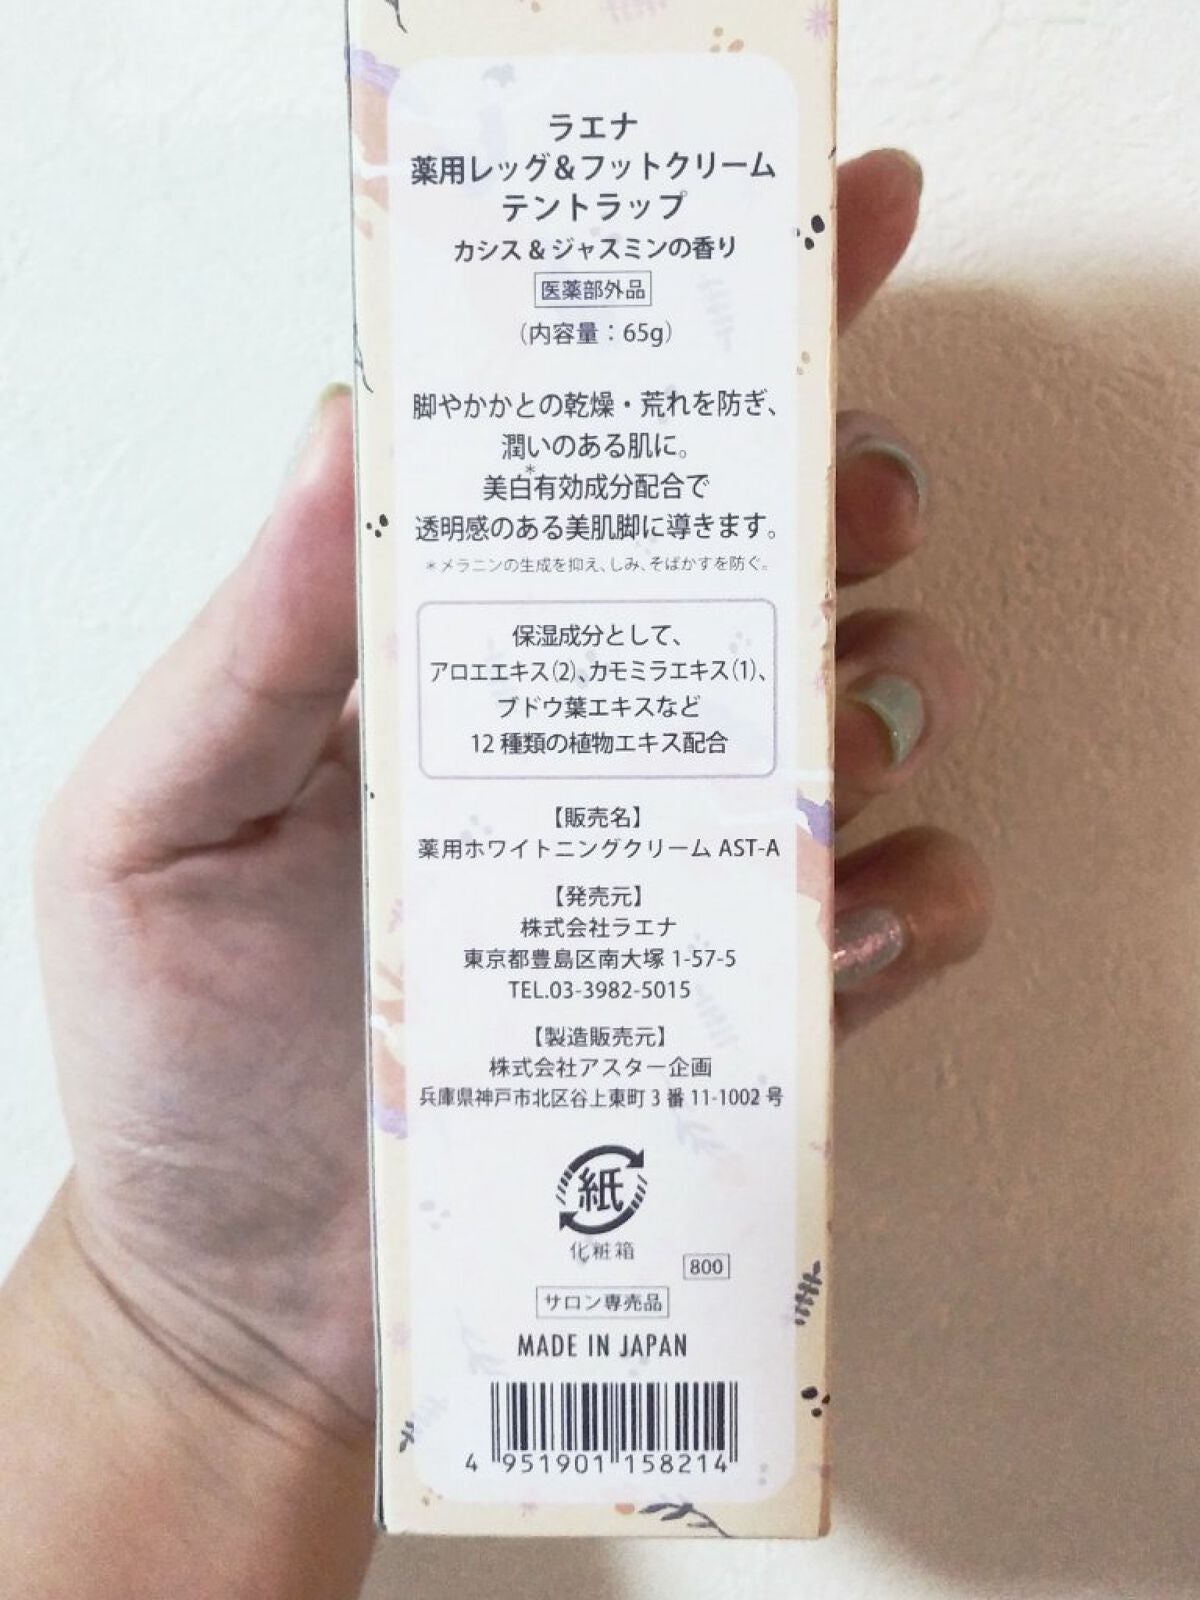 ラエナ
薬用レッグ&フットクリーム
テントラップ
カシス&ジャスミンの香り
医薬部外品
(内容量：65g)
脚やかかとの乾燥・荒れを防ぎ、
潤いのある肌に。
美白*有効成分配合で
透明感のある美肌脚に導きます。
*メラニンの生成を抑え、しみ、そばかすを防ぐ。
保湿成分として、
アロエエキス(2)、カモミラエキス(1)、
ブドウ葉エキスなど
12種類の植物エキス配合
【販売名】
薬用ホワイトニングクリーム AST-A
【発売元】
株式会社ラエナ
東京都豊島区南大塚 1-57-5
TEL.03-3982-5015
【製造販売元】
株式会社アスター企画
兵庫県神戸市北区谷上東町 3 番 11-1002 号
紙
化粧箱
800
サロン専売品
MADE IN JAPAN
4 951901 158214